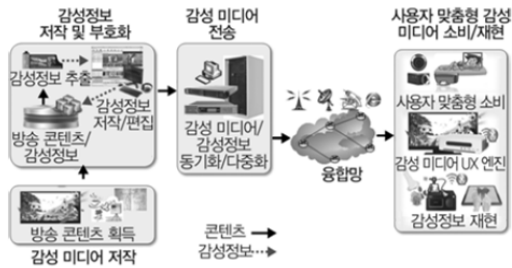 감성정보
저작 및 부호화
감성정보 추출
감성정보
저작/편집
방송 콘텐츠/
감성정보
방송 콘텐츠 획득
감성 미디어 저작
감성 미디어
전송
감성 미디어/
감성정보
동기화/다중화
융합망
콘텐츠
감성정보
사용자 맞춤형 감성
미디어 소비/재현
사용자 맞춤형 소비
감성 미디어 UX 엔진
감성정보 재현